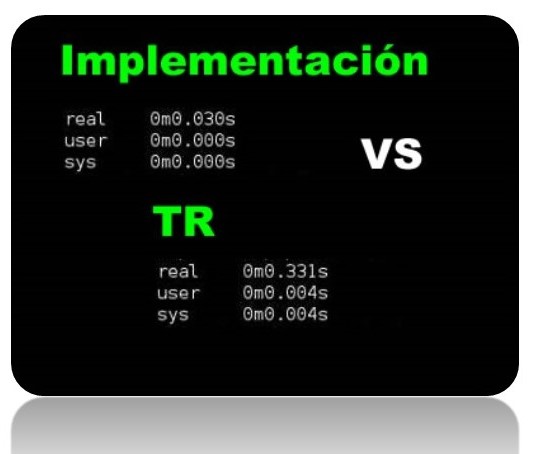 Implementación
real 0m0.030s
user 0m0.000s
sys 0m0.000s
VS
TR
real 0m0.331s
user 0m0.004s
sys 0m0.004s